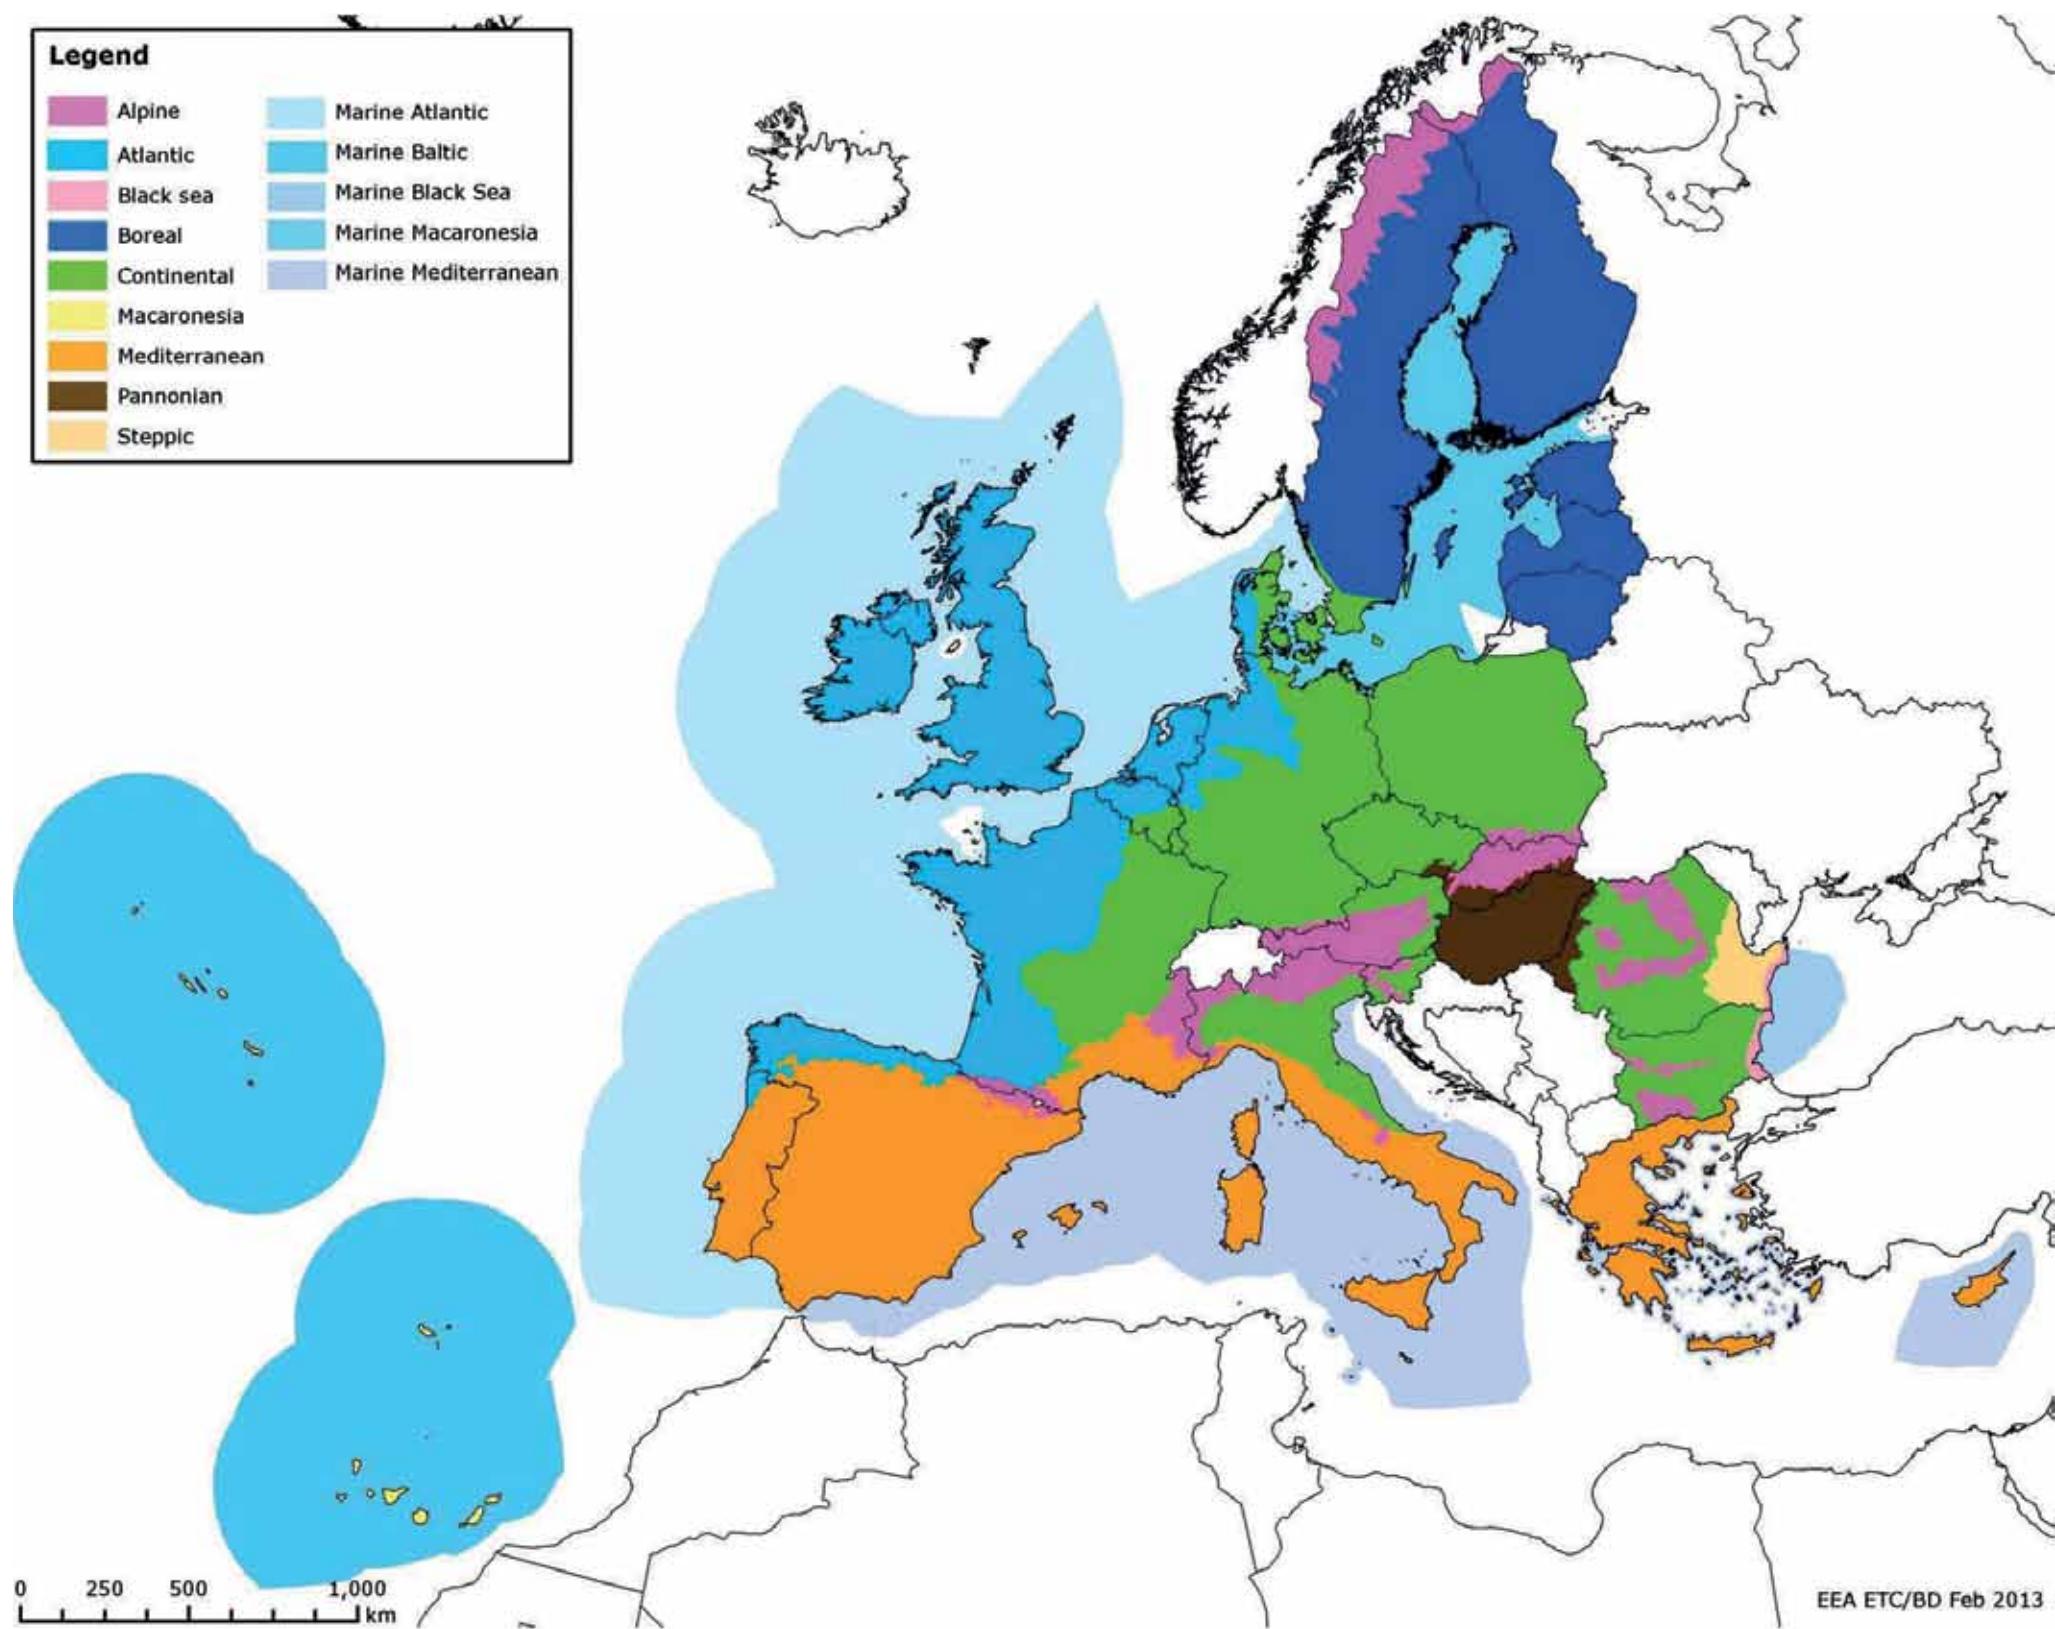 Legend
Alpine
Atlantic
Black sea
Boreal
Continental
Macaronesia
Mediterranean
Pannonian
Steppic
Marine Atlantic
Marine Baltic
Marine Black Sea
Marine Macaronesia
Marine Mediterranean
0 250 500 1,000
km
EEA ETC/BD Feb 2013